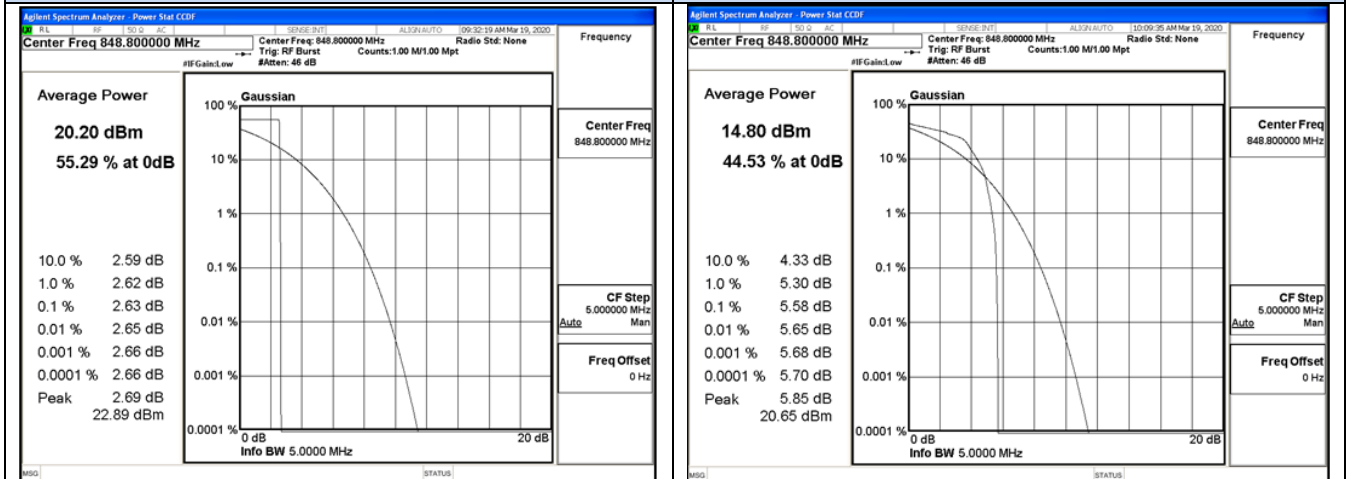 Agilent Spectrum Analyzer - Power Stat CCDF
RL RF 50 Ω AC SENSE:INT ALIGN AUTO 09:32:19 AM Mar 19, 2020
Center Freq 848.800000 MHz
Center Freq: 848.800000 MHz Radio Std: None
Trig: RF Burst Counts:1.00 M/1.00 Mpt
#IFGain:Low #Atten: 46 dB
Frequency
Average Power
20.20 dBm
55.29 % at 0dB
10.0 % 2.59 dB
1.0 % 2.62 dB
0.1 % 2.63 dB
0.01 % 2.65 dB
0.001 % 2.66 dB
0.0001 % 2.66 dB
Peak 2.69 dB
22.89 dBm
Gaussian
100 %
10 %
1 %
0.1 %
0.01 %
0.001 %
0.0001 %
0 dB 20 dB
Info BW 5.0000 MHz
Center Freq
848.800000 MHz
CF Step
5.000000 MHz
Auto Man
Freq Offset
0 Hz
MSG STATUS
Agilent Spectrum Analyzer - Power Stat CCDF
RL RF 50 Ω AC SENSE:INT ALIGN AUTO 10:09:35 AM Mar 19, 2020
Center Freq 848.800000 MHz
Center Freq: 848.800000 MHz Radio Std: None
Trig: RF Burst Counts:1.00 M/1.00 Mpt
#IFGain:Low #Atten: 46 dB
Frequency
Average Power
14.80 dBm
44.53 % at 0dB
10.0 % 4.33 dB
1.0 % 5.30 dB
0.1 % 5.58 dB
0.01 % 5.65 dB
0.001 % 5.68 dB
0.0001 % 5.70 dB
Peak 5.85 dB
20.65 dBm
Gaussian
100 %
10 %
1 %
0.1 %
0.01 %
0.001 %
0.0001 %
0 dB 20 dB
Info BW 5.0000 MHz
Center Freq
848.800000 MHz
CF Step
5.000000 MHz
Auto Man
Freq Offset
0 Hz
MSG STATUS